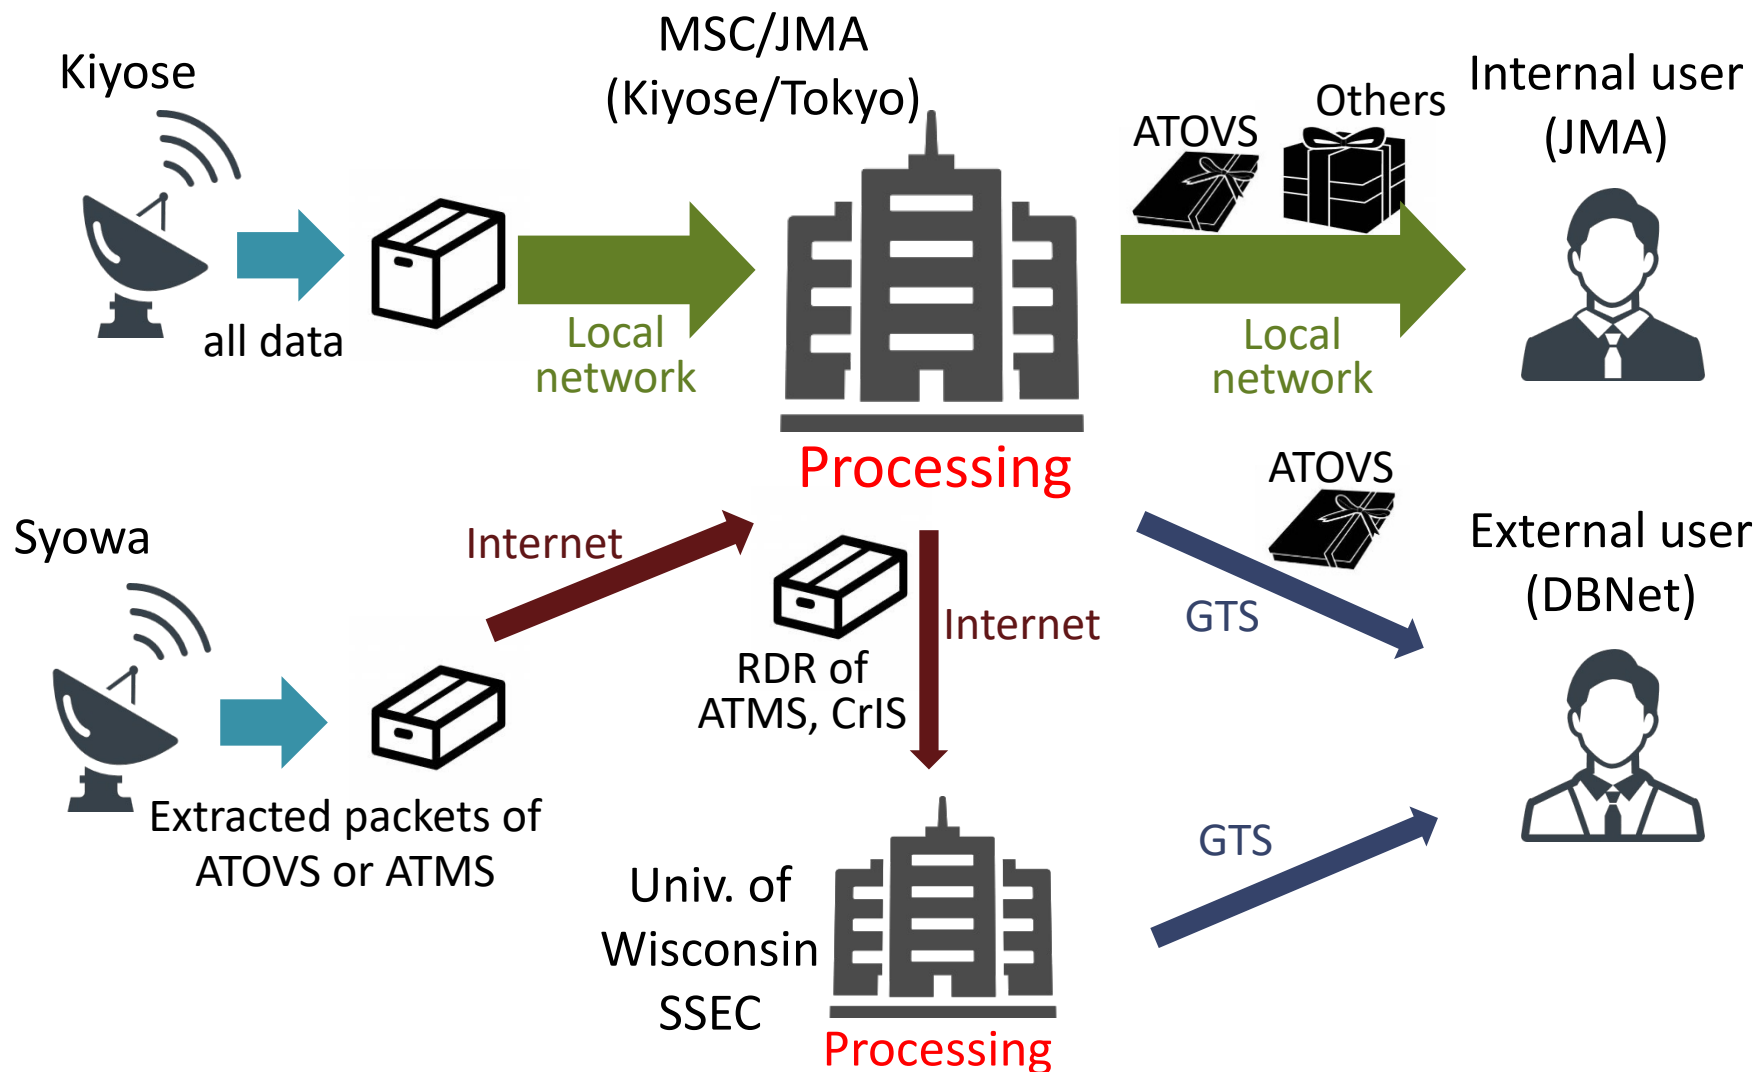 Kiyose
MSC/JMA
(Kiyose/Tokyo)
ATOVS
Others
Internal user
(JMA)
all data
Local
network
Local
network
Processing
Syowa
Internet
ATOVS
External user
(DBNet)
Internet
GTS
RDR of
ATMS, CrIS
Extracted packets of
ATOVS or ATMS
GTS
Univ. of
Wisconsin
SSEC
Processing